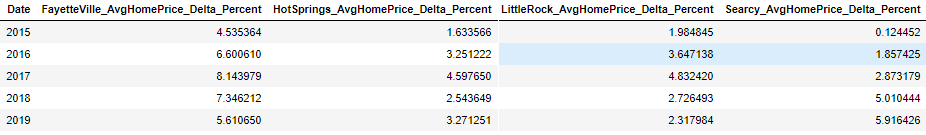 Date FayetteVille_AvgHomePrice_Delta_Percent HotSprings_AvgHomePrice_Delta_Percent LittleRock_AvgHomePrice_Delta_Percent Searcy_AvgHomePrice_Delta_Percent
2015 4.535364 1.633566 1.984845 0.124452
2016 6.600610 3.251222 3.647138 1.857425
2017 8.143979 4.597650 4.832420 2.873179
2018 7.346212 2.543649 2.726493 5.010444
2019 5.610650 3.271251 2.317984 5.916426